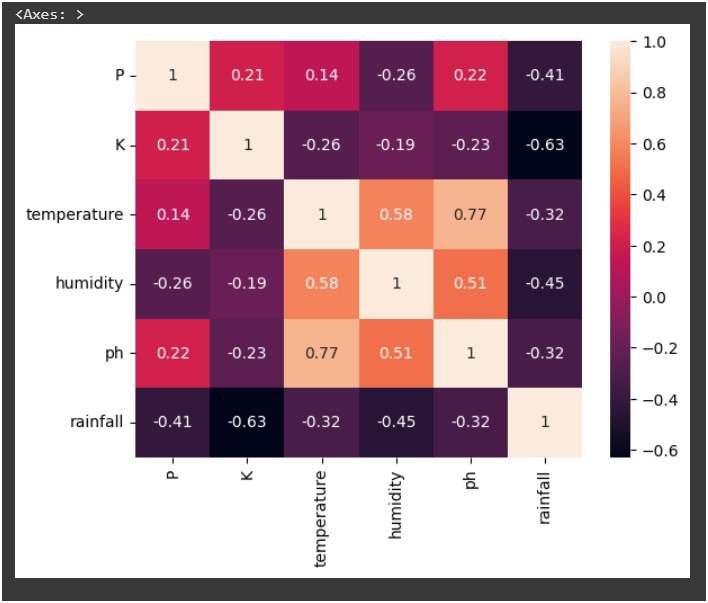 <Axes: >
P 1 0.21 0.14 -0.26 0.22 -0.41
K 0.21 1 -0.26 -0.19 -0.23 -0.63
temperature 0.14 -0.26 1 0.58 0.77 -0.32
humidity -0.26 -0.19 0.58 1 0.51 -0.45
ph 0.22 -0.23 0.77 0.51 1 -0.32
rainfall -0.41 -0.63 -0.32 -0.45 -0.32 1
P K temperature humidity ph rainfall
1.0
0.8
0.6
0.4
0.2
0.0
−0.2
−0.4
−0.6